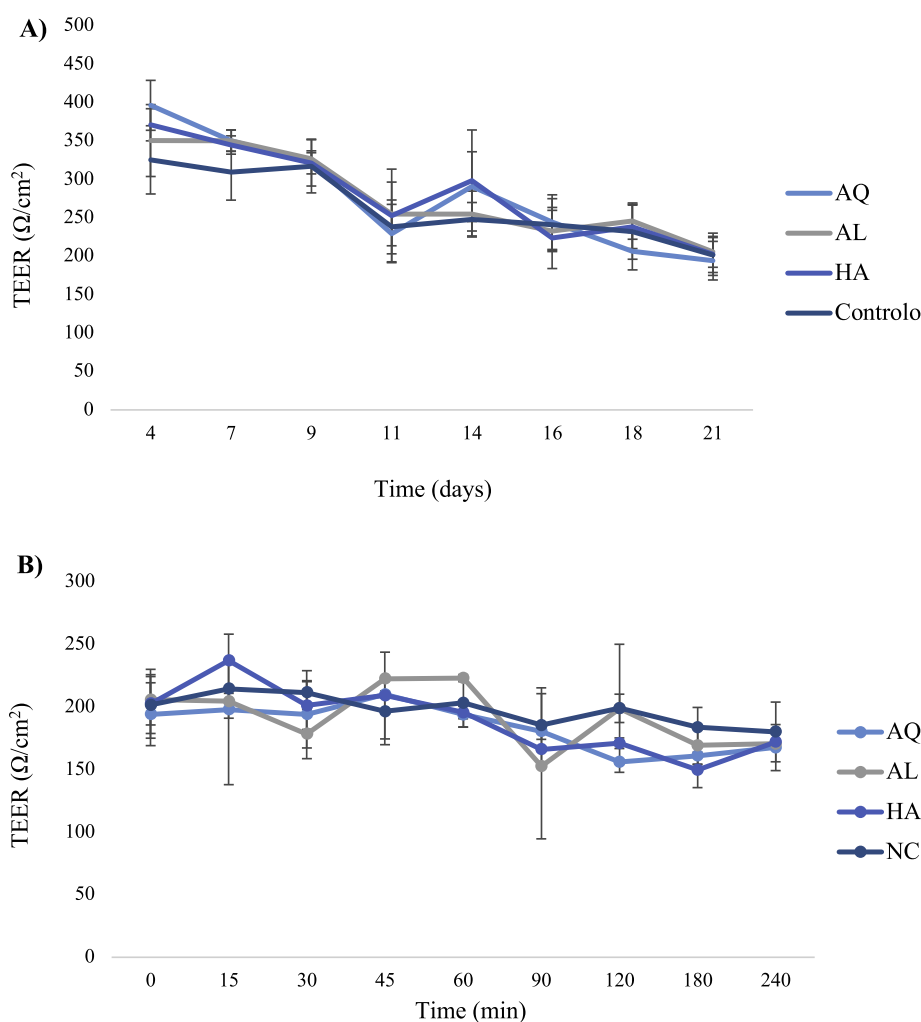 A)
500
450
400
350
300
250
200
150
100
50
0
TEER (Ω/cm²)
4 7 9 11 14 16 18 21
Time (days)
AQ
AL
HA
Controlo
B)
300
250
200
150
100
50
0
TEER (Ω/cm²)
0 15 30 45 60 90 120 180 240
Time (min)
AQ
AL
HA
NC